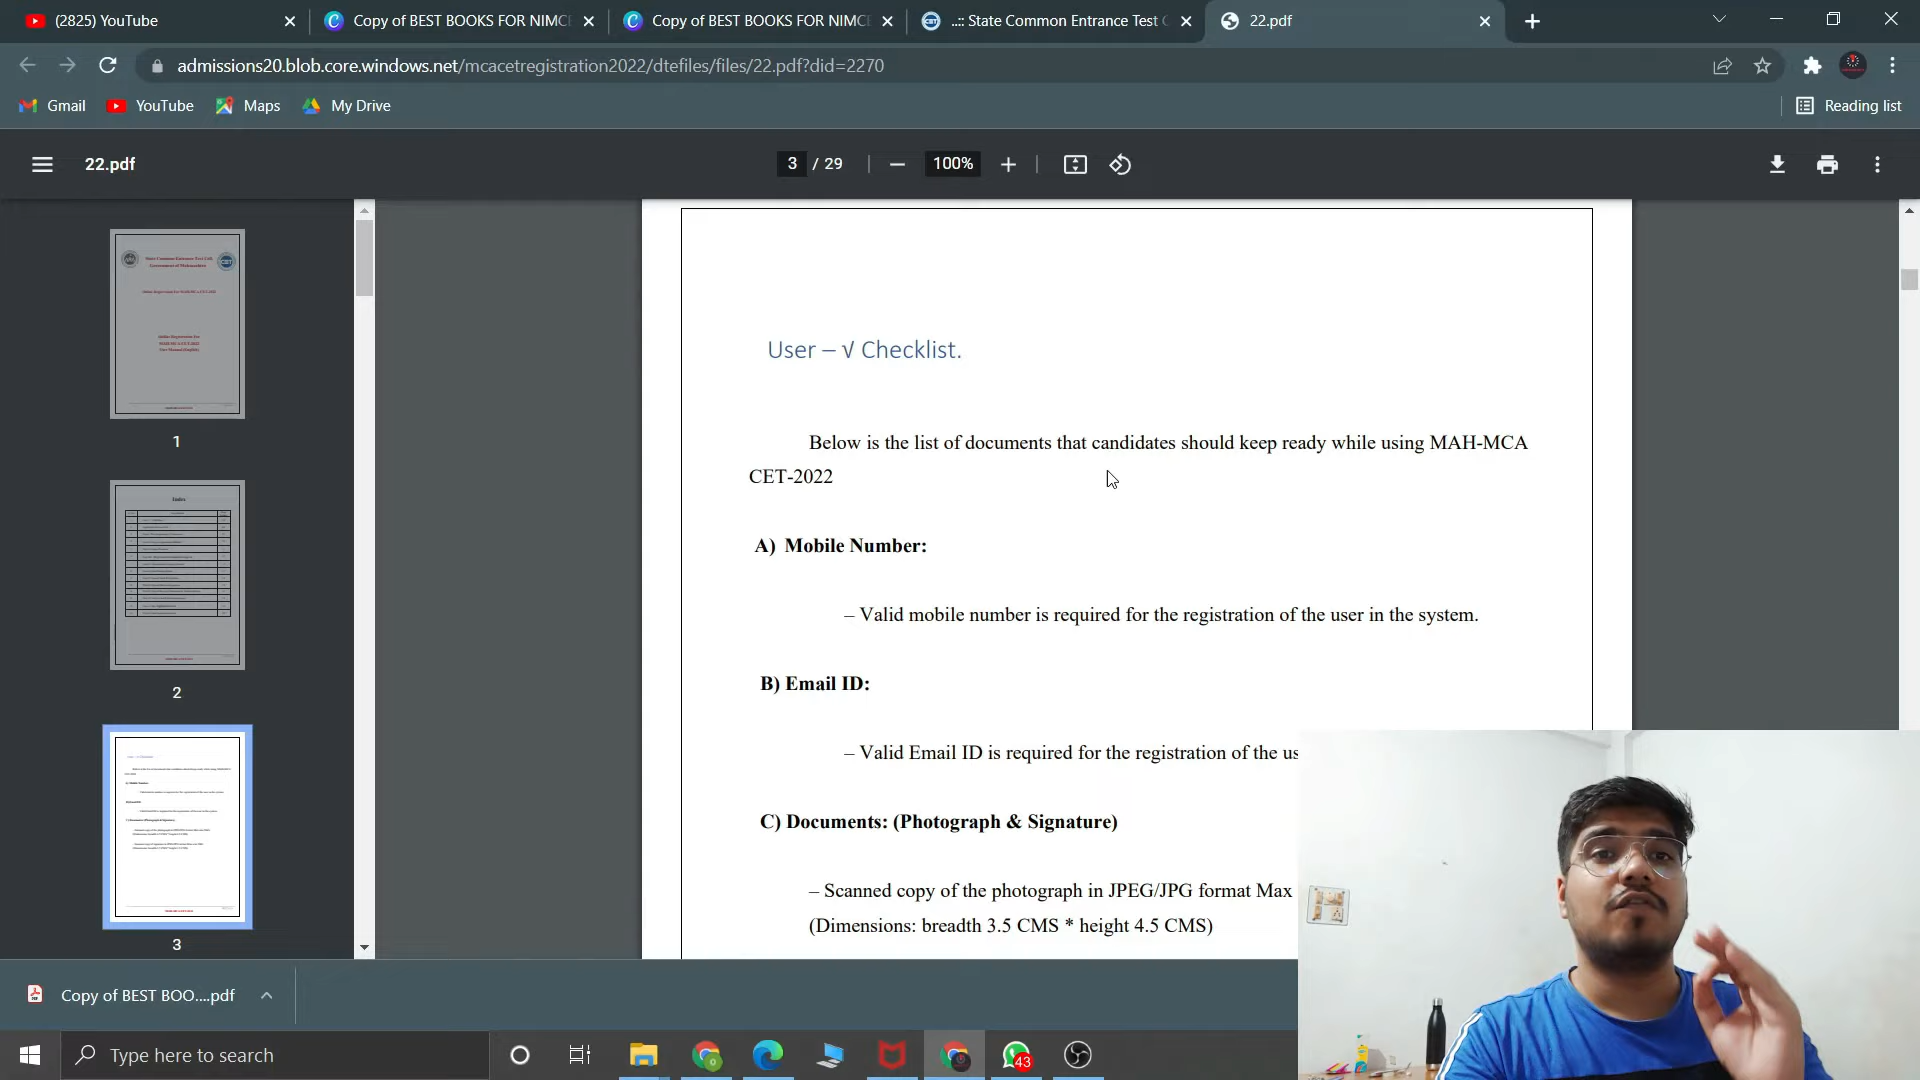 (2825) YouTube
Copy of BEST BOOKS FOR NIMCE
Copy of BEST BOOKS FOR NIMCE
..:: State Common Entrance Test C
22.pdf
admissions20.blob.core.windows.net/mcacetregistration2022/dtefiles/files/22.pdf?did=2270
Gmail
YouTube
Maps
My Drive
Reading list
22.pdf
3 / 29
100%
1
Index
2
3
User – √ Checklist.
Below is the list of documents that candidates should keep ready while using MAH-MCA
CET-2022
A) Mobile Number:
– Valid mobile number is required for the registration of the user in the system.
B) Email ID:
– Valid Email ID is required for the registration of the us
C) Documents: (Photograph & Signature)
– Scanned copy of the photograph in JPEG/JPG format Max
(Dimensions: breadth 3.5 CMS * height 4.5 CMS)
Copy of BEST BOO....pdf
Type here to search
43